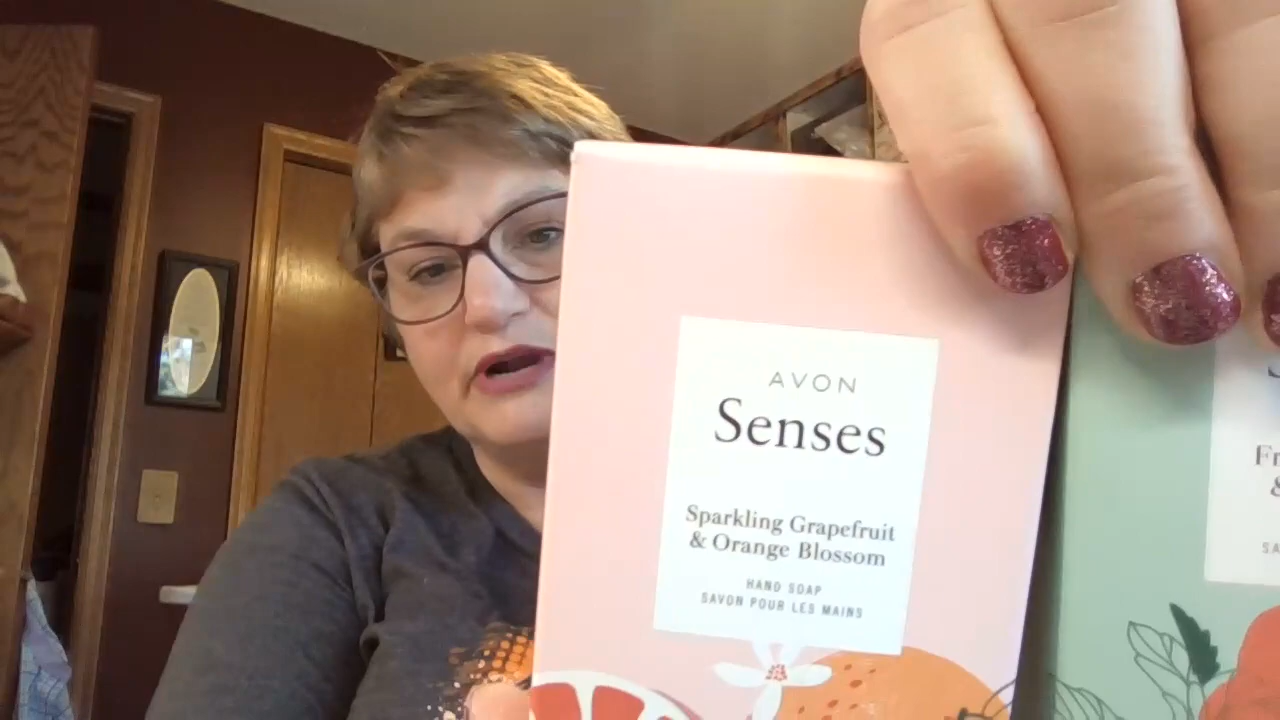 AVON
Senses
Sparkling Grapefruit
& Orange Blossom
HAND SOAP
SAVON POUR LES MAINS